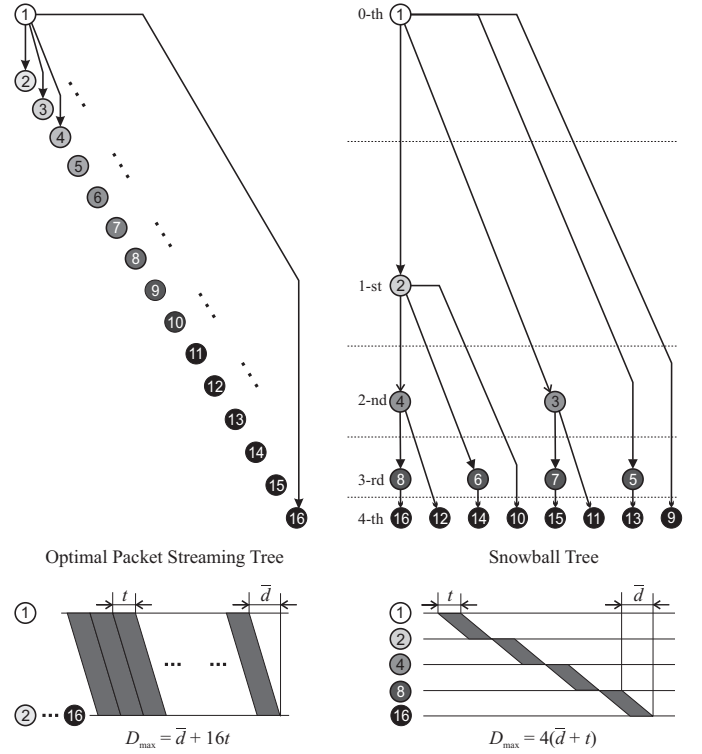 1
2
3
4
5
6
7
8
9
10
11
12
13
14
15
16
Optimal Packet Streaming Tree
0-th 1
1-st 2
2-nd 4 3
3-rd 8 6 7 5
4-th 16 12 14 10 15 11 13 9
Snowball Tree
t d̅
1
... ...
2 ... 16
Dmax = d̅ + 16t
t d̅
1
2
4
8
16
Dmax = 4(d̅ + t)